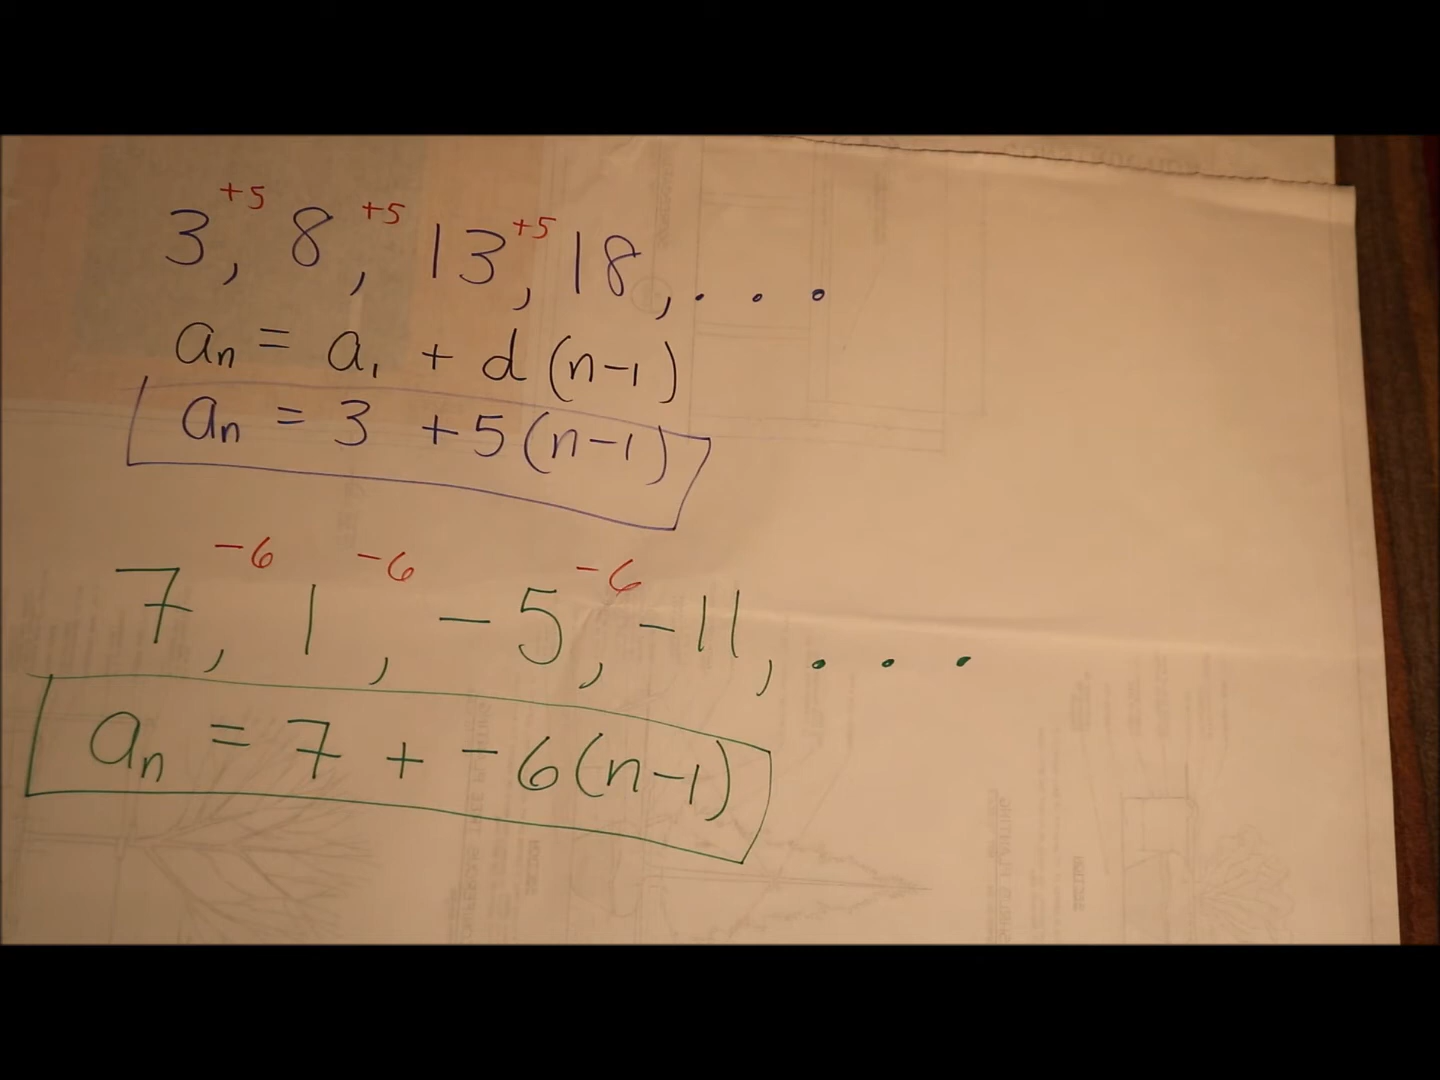 +5 +5 +5
3, 8, 13, 18, . . .
aₙ = a₁ + d(n-1)
aₙ = 3 + 5(n-1)
-6 -6 -6
7, 1, -5, -11, . . .
aₙ = 7 + -6(n-1)